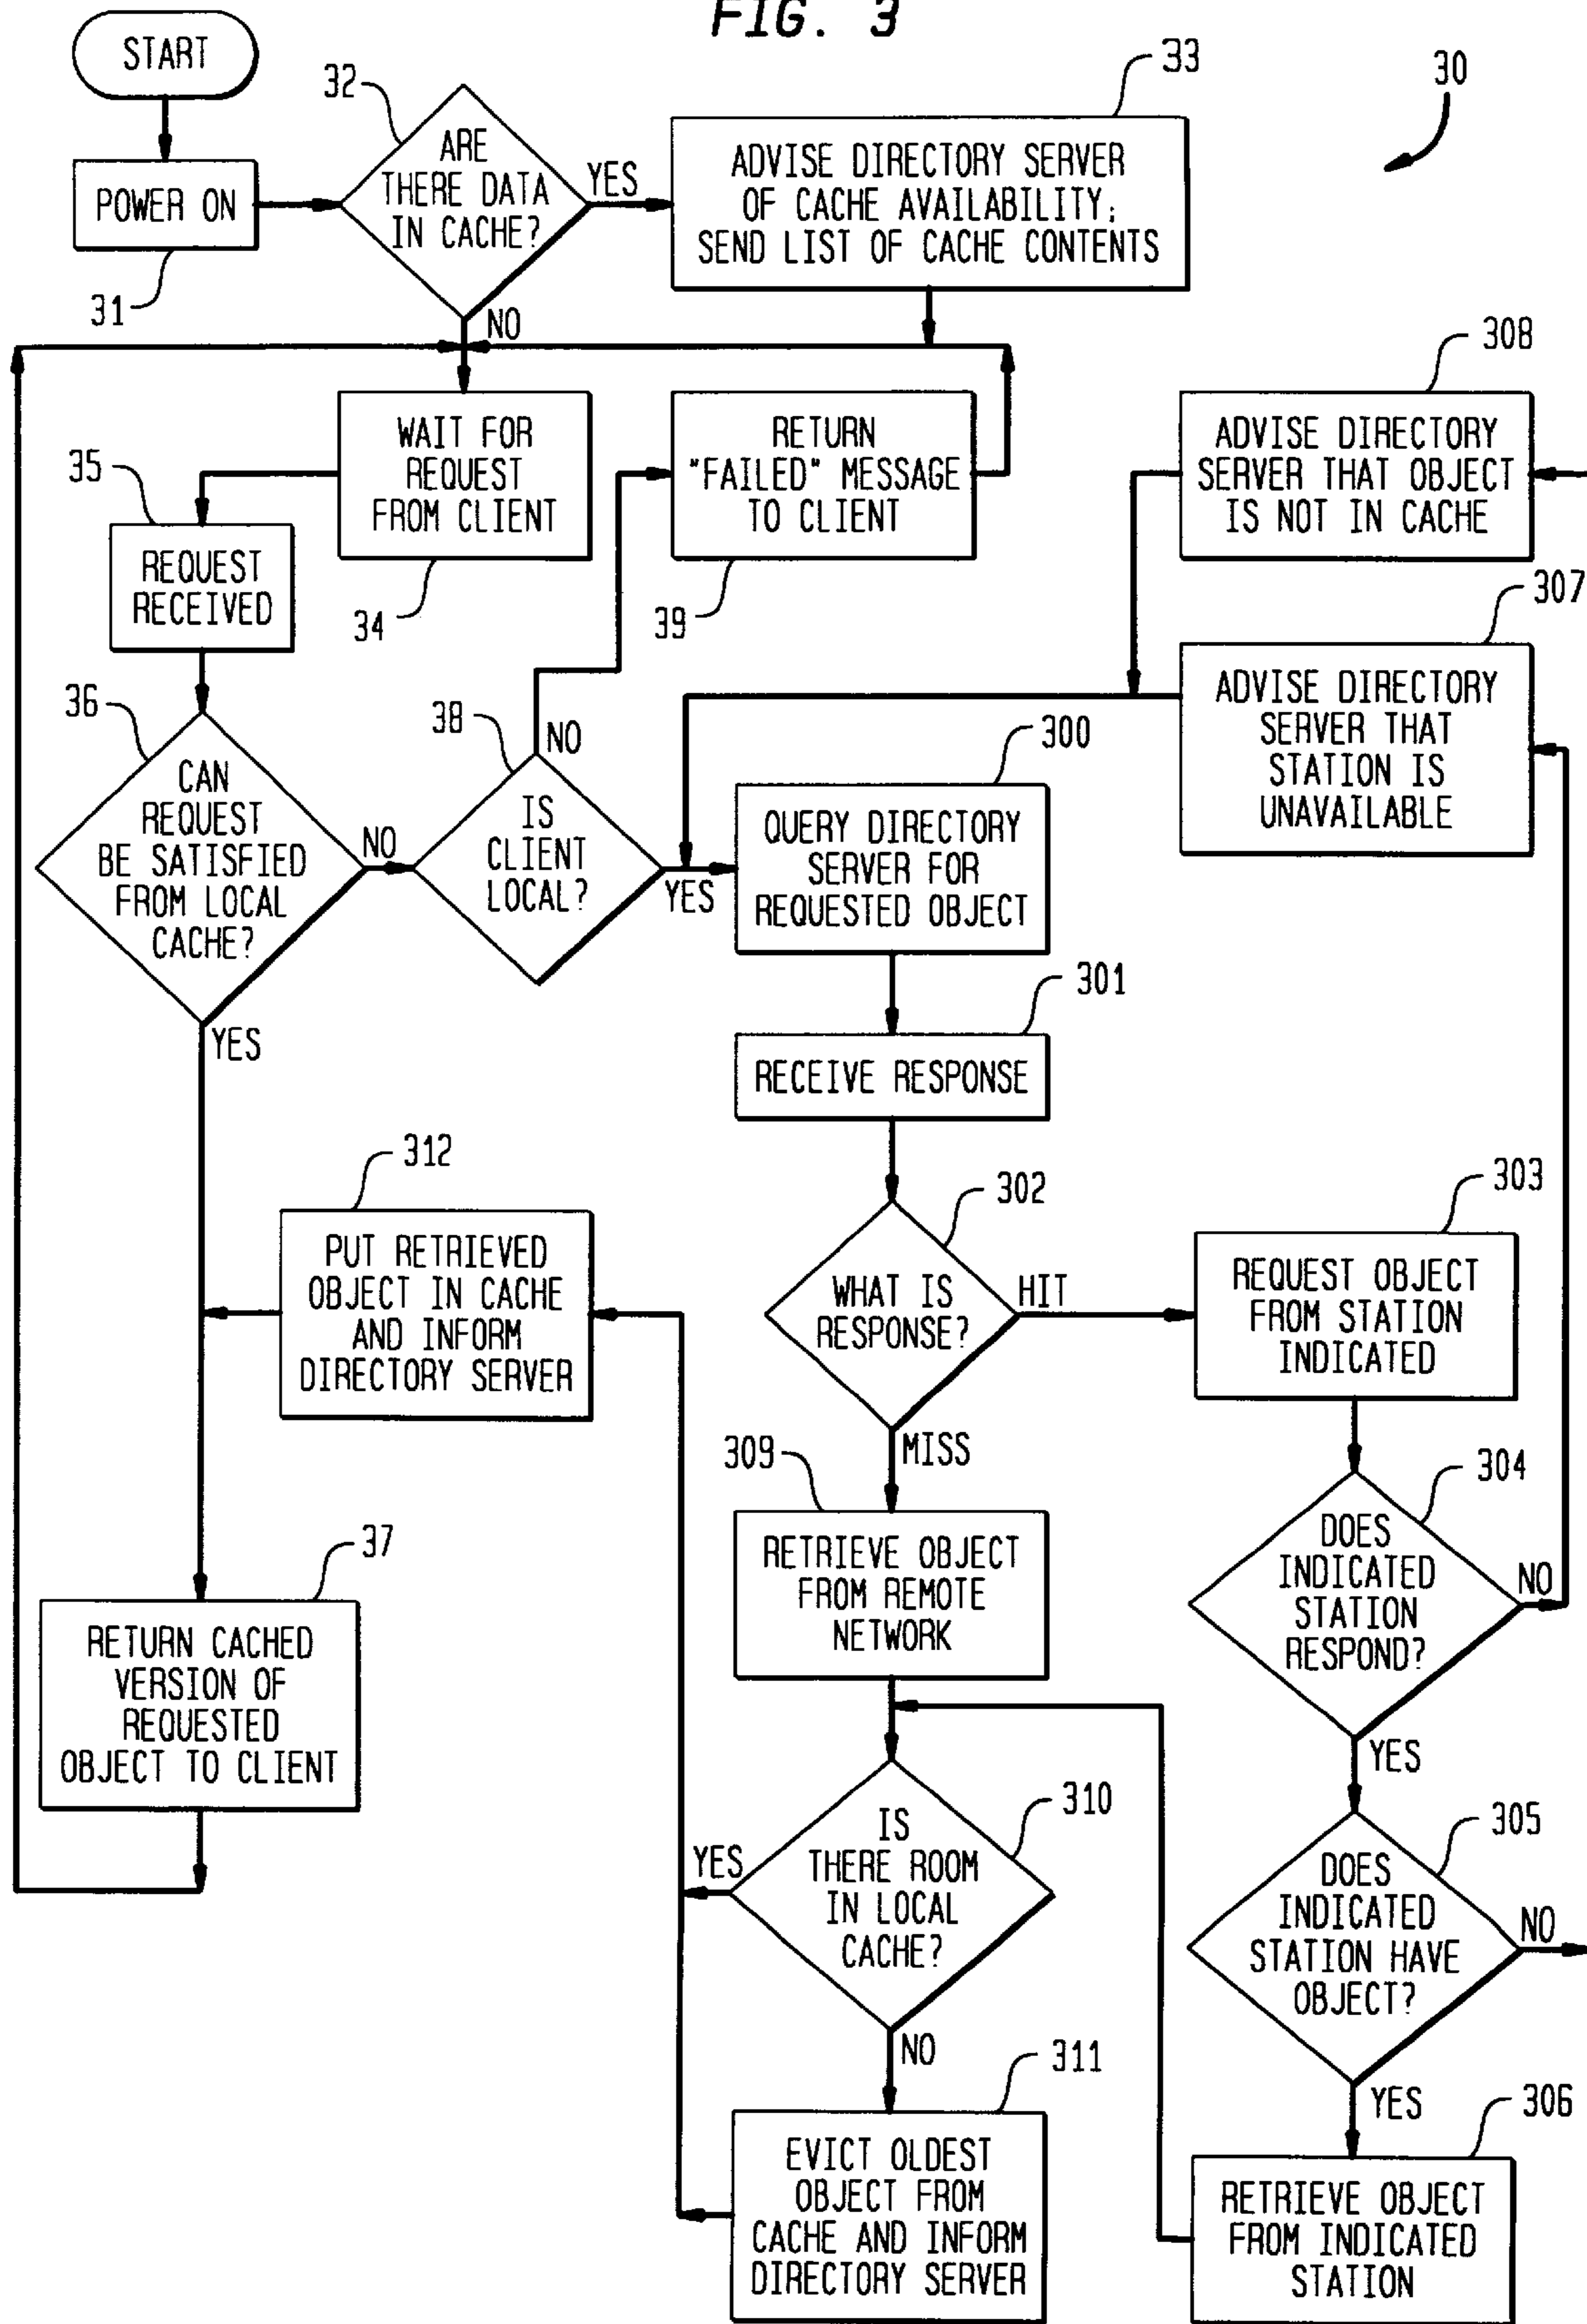 FIG. 3
START
32
33
30
ARE
THERE DATA
IN CACHE?
YES
ADVISE DIRECTORY SERVER
OF CACHE AVAILABILITY;
SEND LIST OF CACHE CONTENTS
POWER ON
31
NO
308
35
WAIT FOR
REQUEST
FROM CLIENT
RETURN
"FAILED" MESSAGE
TO CLIENT
ADVISE DIRECTORY
SERVER THAT OBJECT
IS NOT IN CACHE
REQUEST
RECEIVED
34
39
307
36
38
NO
300
ADVISE DIRECTORY
SERVER THAT
STATION IS
UNAVAILABLE
CAN
REQUEST
BE SATISFIED
FROM LOCAL
CACHE?
NO
IS
CLIENT
LOCAL?
YES
QUERY DIRECTORY
SERVER FOR
REQUESTED OBJECT
YES
301
RECEIVE RESPONSE
312
302
303
PUT RETRIEVED
OBJECT IN CACHE
AND INFORM
DIRECTORY SERVER
WHAT IS
RESPONSE?
HIT
REQUEST OBJECT
FROM STATION
INDICATED
309
MISS
304
37
RETRIEVE OBJECT
FROM REMOTE
NETWORK
DOES
INDICATED
STATION
RESPOND?
NO
RETURN CACHED
VERSION OF
REQUESTED
OBJECT TO CLIENT
YES
310
305
YES
IS
THERE ROOM
IN LOCAL
CACHE?
DOES
INDICATED
STATION HAVE
OBJECT?
NO
NO
311
YES
306
EVICT OLDEST
OBJECT FROM
CACHE AND INFORM
DIRECTORY SERVER
RETRIEVE OBJECT
FROM INDICATED
STATION